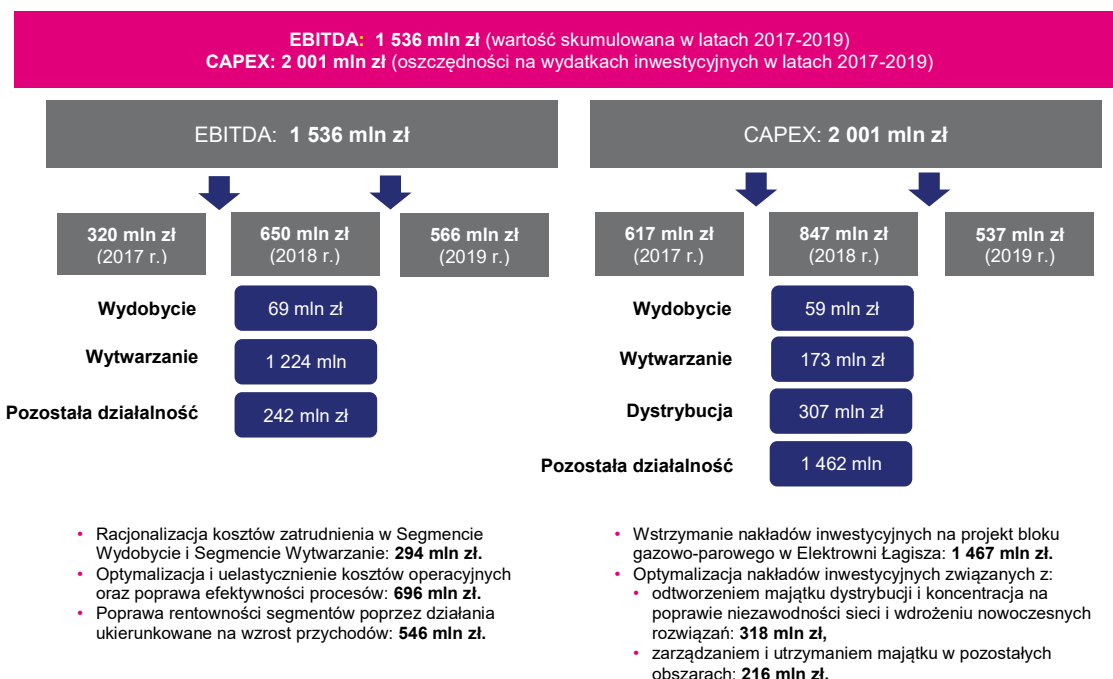 EBITDA: 1 536 mln zł (wartość skumulowana w latach 2017-2019)
CAPEX: 2 001 mln zł (oszczędności na wydatkach inwestycyjnych w latach 2017-2019)
EBITDA: 1 536 mln zł
320 mln zł
(2017 r.)
650 mln zł
(2018 r.)
566 mln zł
(2019 r.)
Wydobycie
69 mln zł
Wytwarzanie
1 224 mln
Pozostała działalność
242 mln zł
• Racjonalizacja kosztów zatrudnienia w Segmencie
Wydobycie i Segmencie Wytwarzanie: 294 mln zł.
• Optymalizacja i uelastycznienie kosztów operacyjnych
oraz poprawa efektywności procesów: 696 mln zł.
• Poprawa rentowności segmentów poprzez działania
ukierunkowane na wzrost przychodów: 546 mln zł.
CAPEX: 2 001 mln zł
617 mln zł
(2017 r.)
847 mln zł
(2018 r.)
537 mln zł
(2019 r.)
Wydobycie
59 mln zł
Wytwarzanie
173 mln zł
Dystrybucja
307 mln zł
Pozostała działalność
1 462 mln
• Wstrzymanie nakładów inwestycyjnych na projekt bloku
gazowo-parowego w Elektrowni Łagisza: 1 467 mln zł.
• Optymalizacja nakładów inwestycyjnych związanych z:
• odtworzeniem majątku dystrybucji i koncentracja na
poprawie niezawodności sieci i wdrożeniu nowoczesnych
rozwiązań: 318 mln zł,
• zarządzaniem i utrzymaniem majątku w pozostałych
obszarach: 216 mln zł.